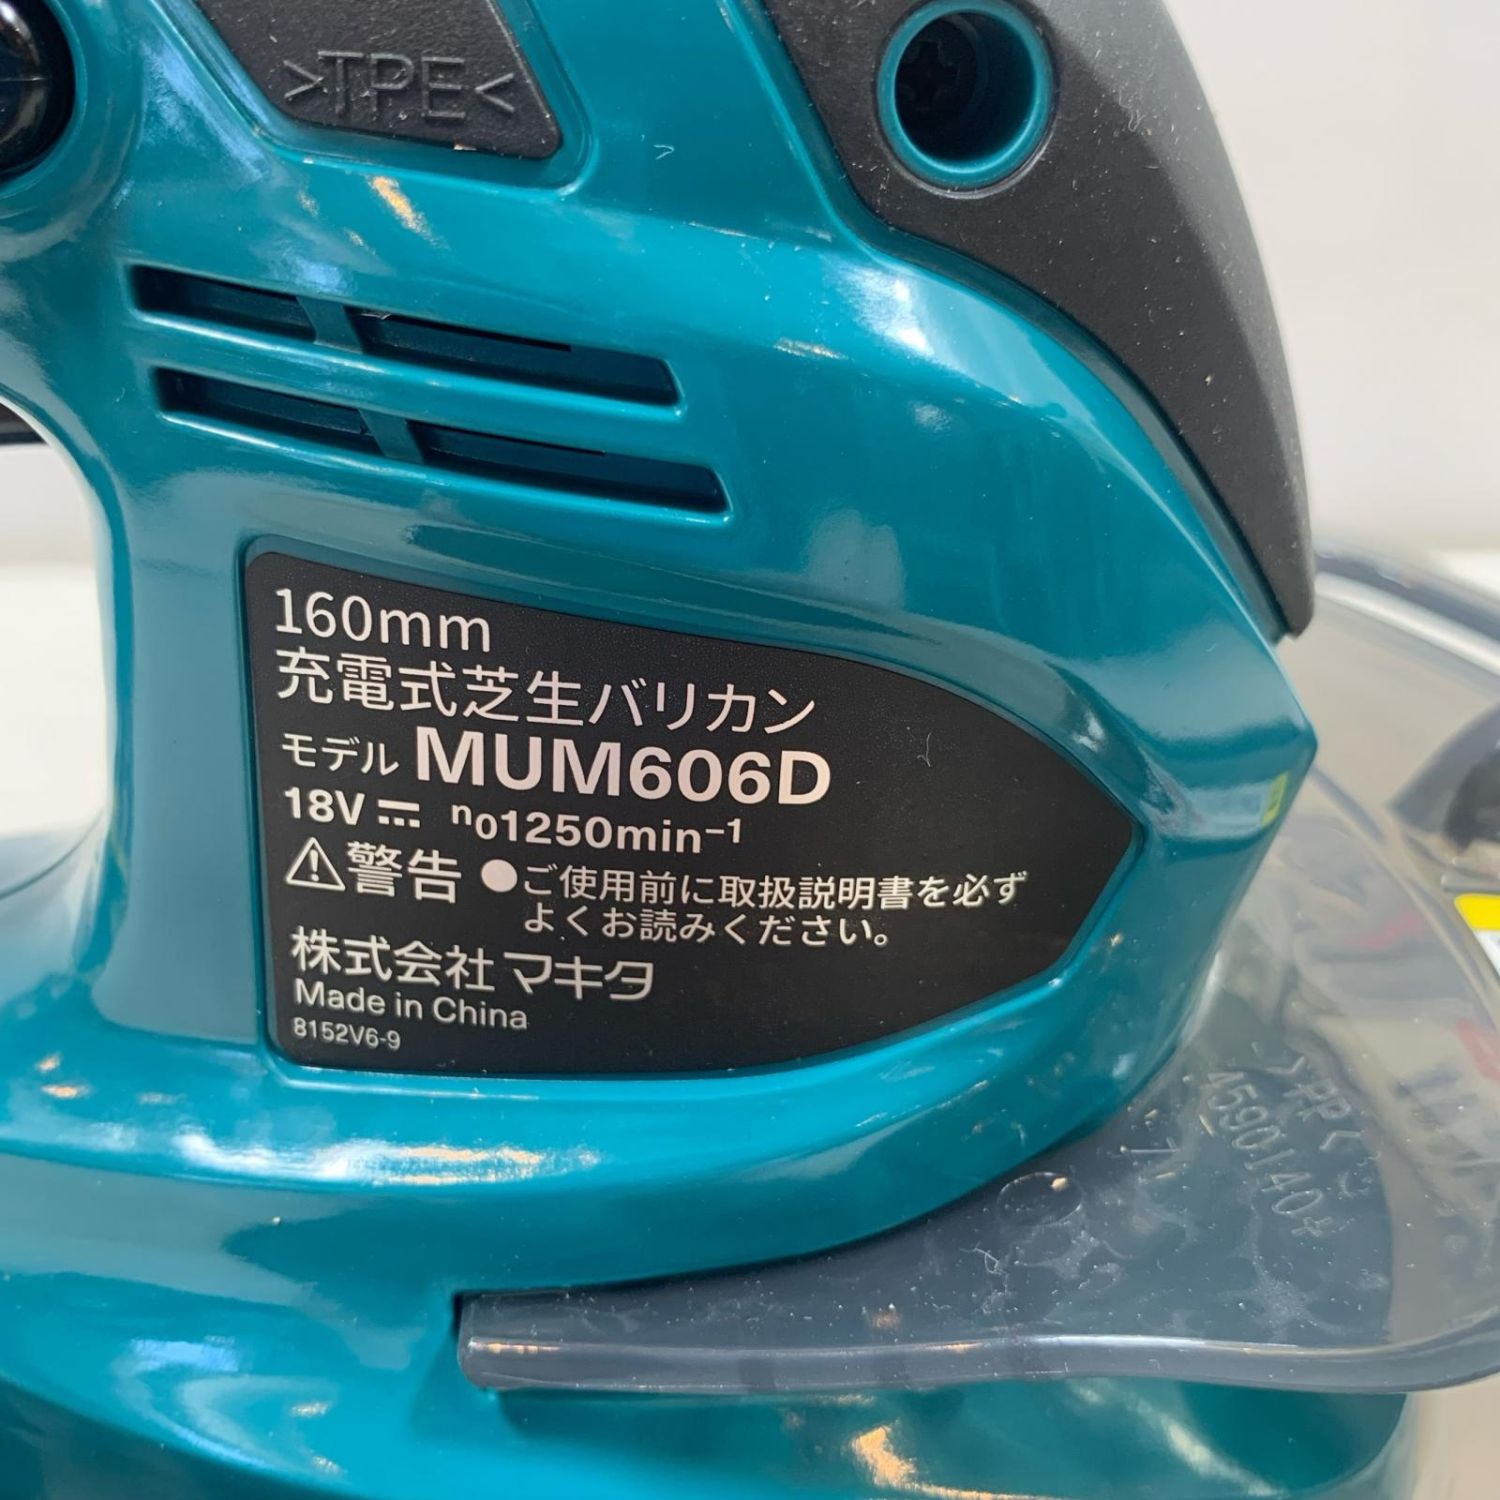 >TPE<
160mm
充電式芝生バリカン
モデル MUM606D
18V⎓ n₀1250min⁻¹
⚠警告 ●ご使用前に取扱説明書を必ず
よくお読みください。
株式会社マキタ
Made in China
8152V6-9
>PP<
4590140